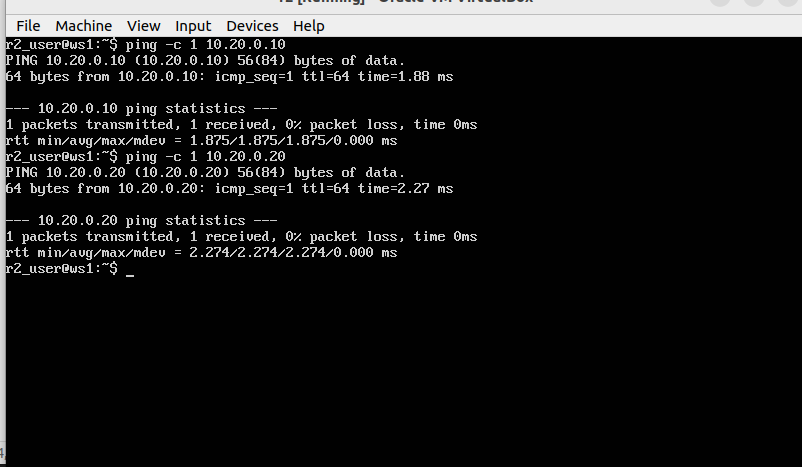 File Machine View Input Devices Help
r2_user@ws1:~$ ping -c 1 10.20.0.10
PING 10.20.0.10 (10.20.0.10) 56(84) bytes of data.
64 bytes from 10.20.0.10: icmp_seq=1 ttl=64 time=1.88 ms
--- 10.20.0.10 ping statistics ---
1 packets transmitted, 1 received, 0% packet loss, time 0ms
rtt min/avg/max/mdev = 1.875/1.875/1.875/0.000 ms
r2_user@ws1:~$ ping -c 1 10.20.0.20
PING 10.20.0.20 (10.20.0.20) 56(84) bytes of data.
64 bytes from 10.20.0.20: icmp_seq=1 ttl=64 time=2.27 ms
--- 10.20.0.20 ping statistics ---
1 packets transmitted, 1 received, 0% packet loss, time 0ms
rtt min/avg/max/mdev = 2.274/2.274/2.274/0.000 ms
r2_user@ws1:~$ _